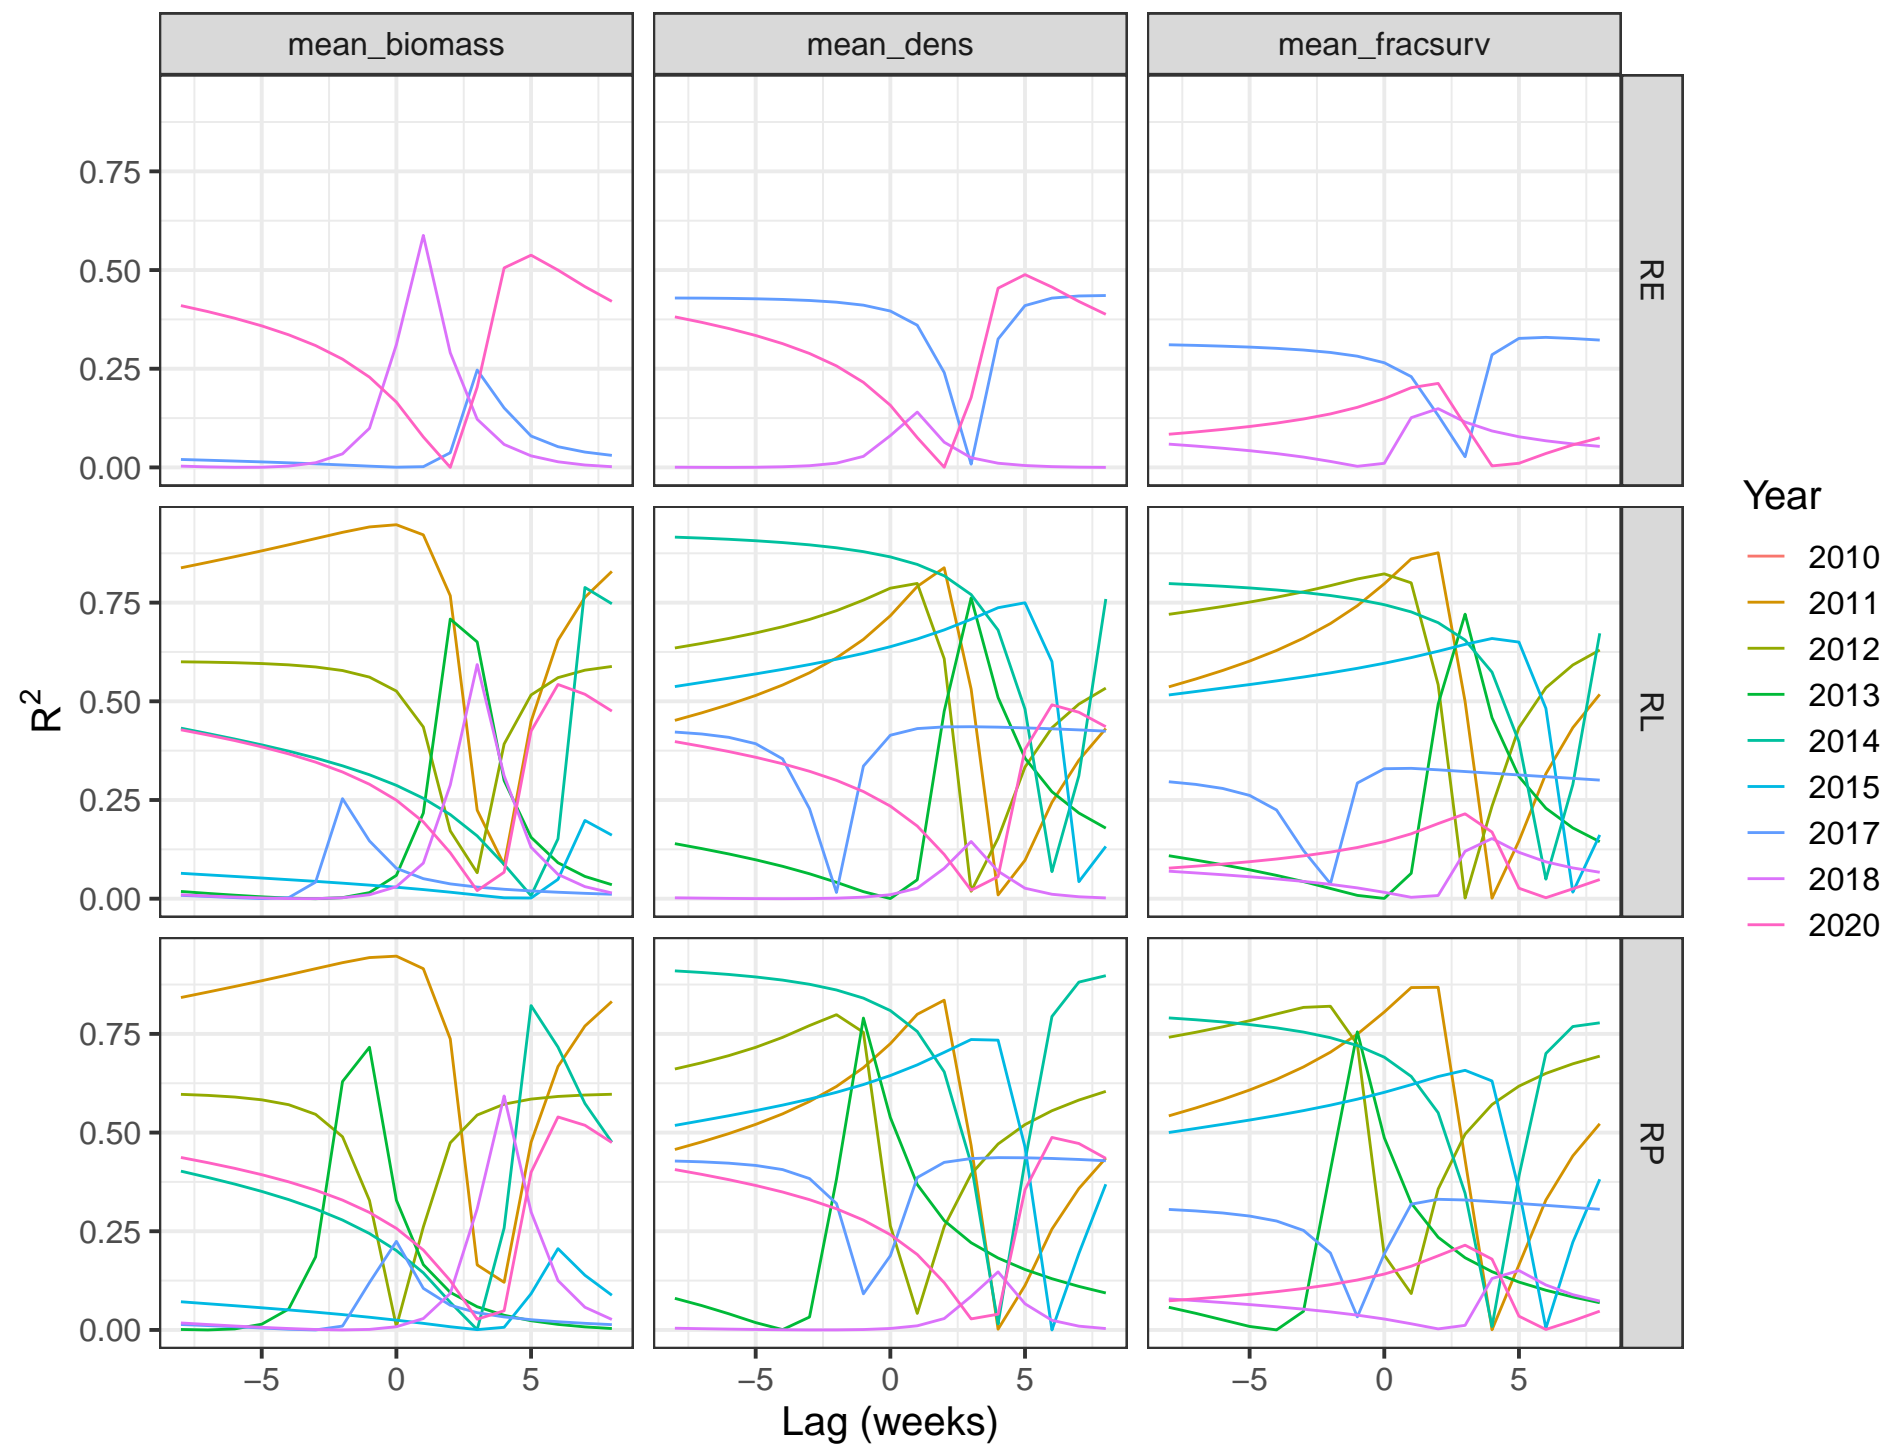 mean_biomass mean_dens mean_fracsurv
0.75
0.50
0.25
0.00
RE
0.75
0.50
0.25
0.00
RL
0.75
0.50
0.25
0.00
RP
R²
−5 0 5 −5 0 5 −5 0 5
Lag (weeks)
Year
2010
2011
2012
2013
2014
2015
2017
2018
2020